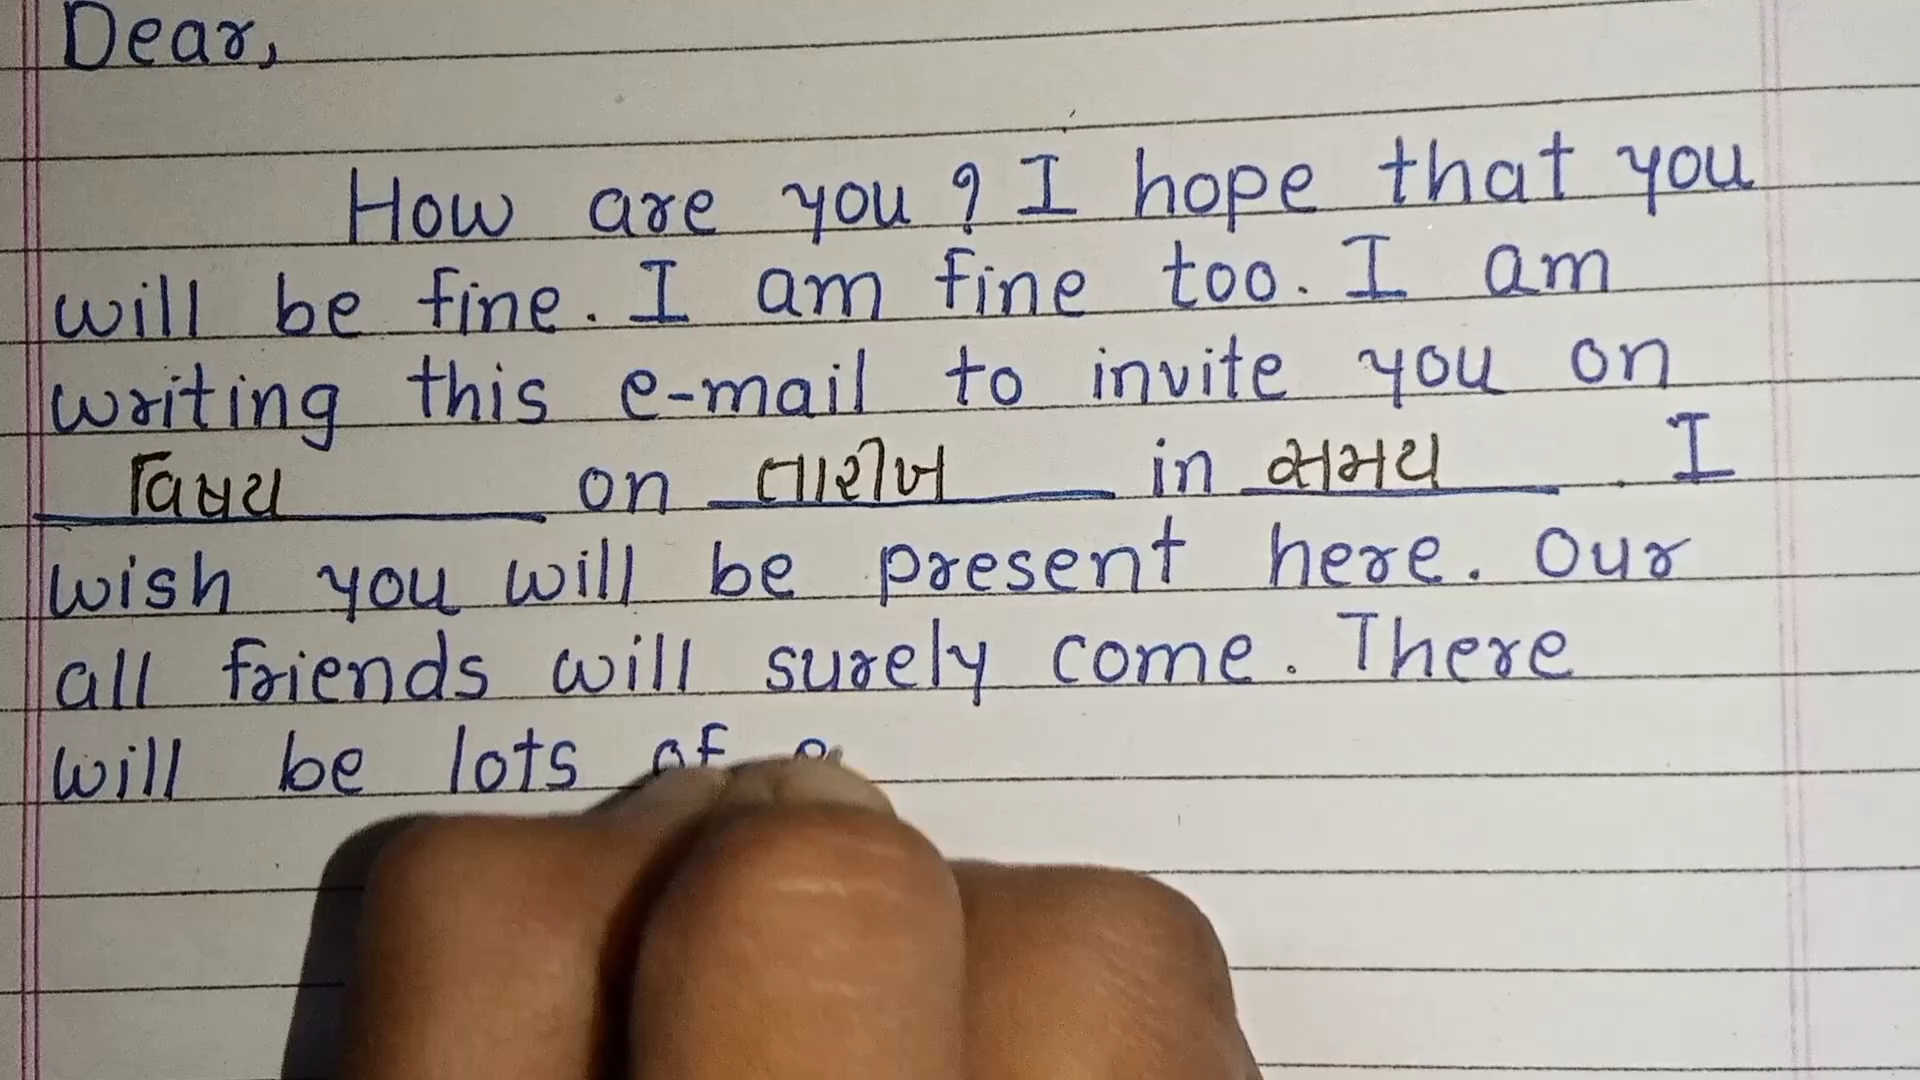 Dear,
How are you? I hope that you
will be fine. I am fine too. I am
writing this e-mail to invite you on
વિષય on તારીખ in સમય . I
wish you will be present here. Our
all friends will surely come. There
will be lots of